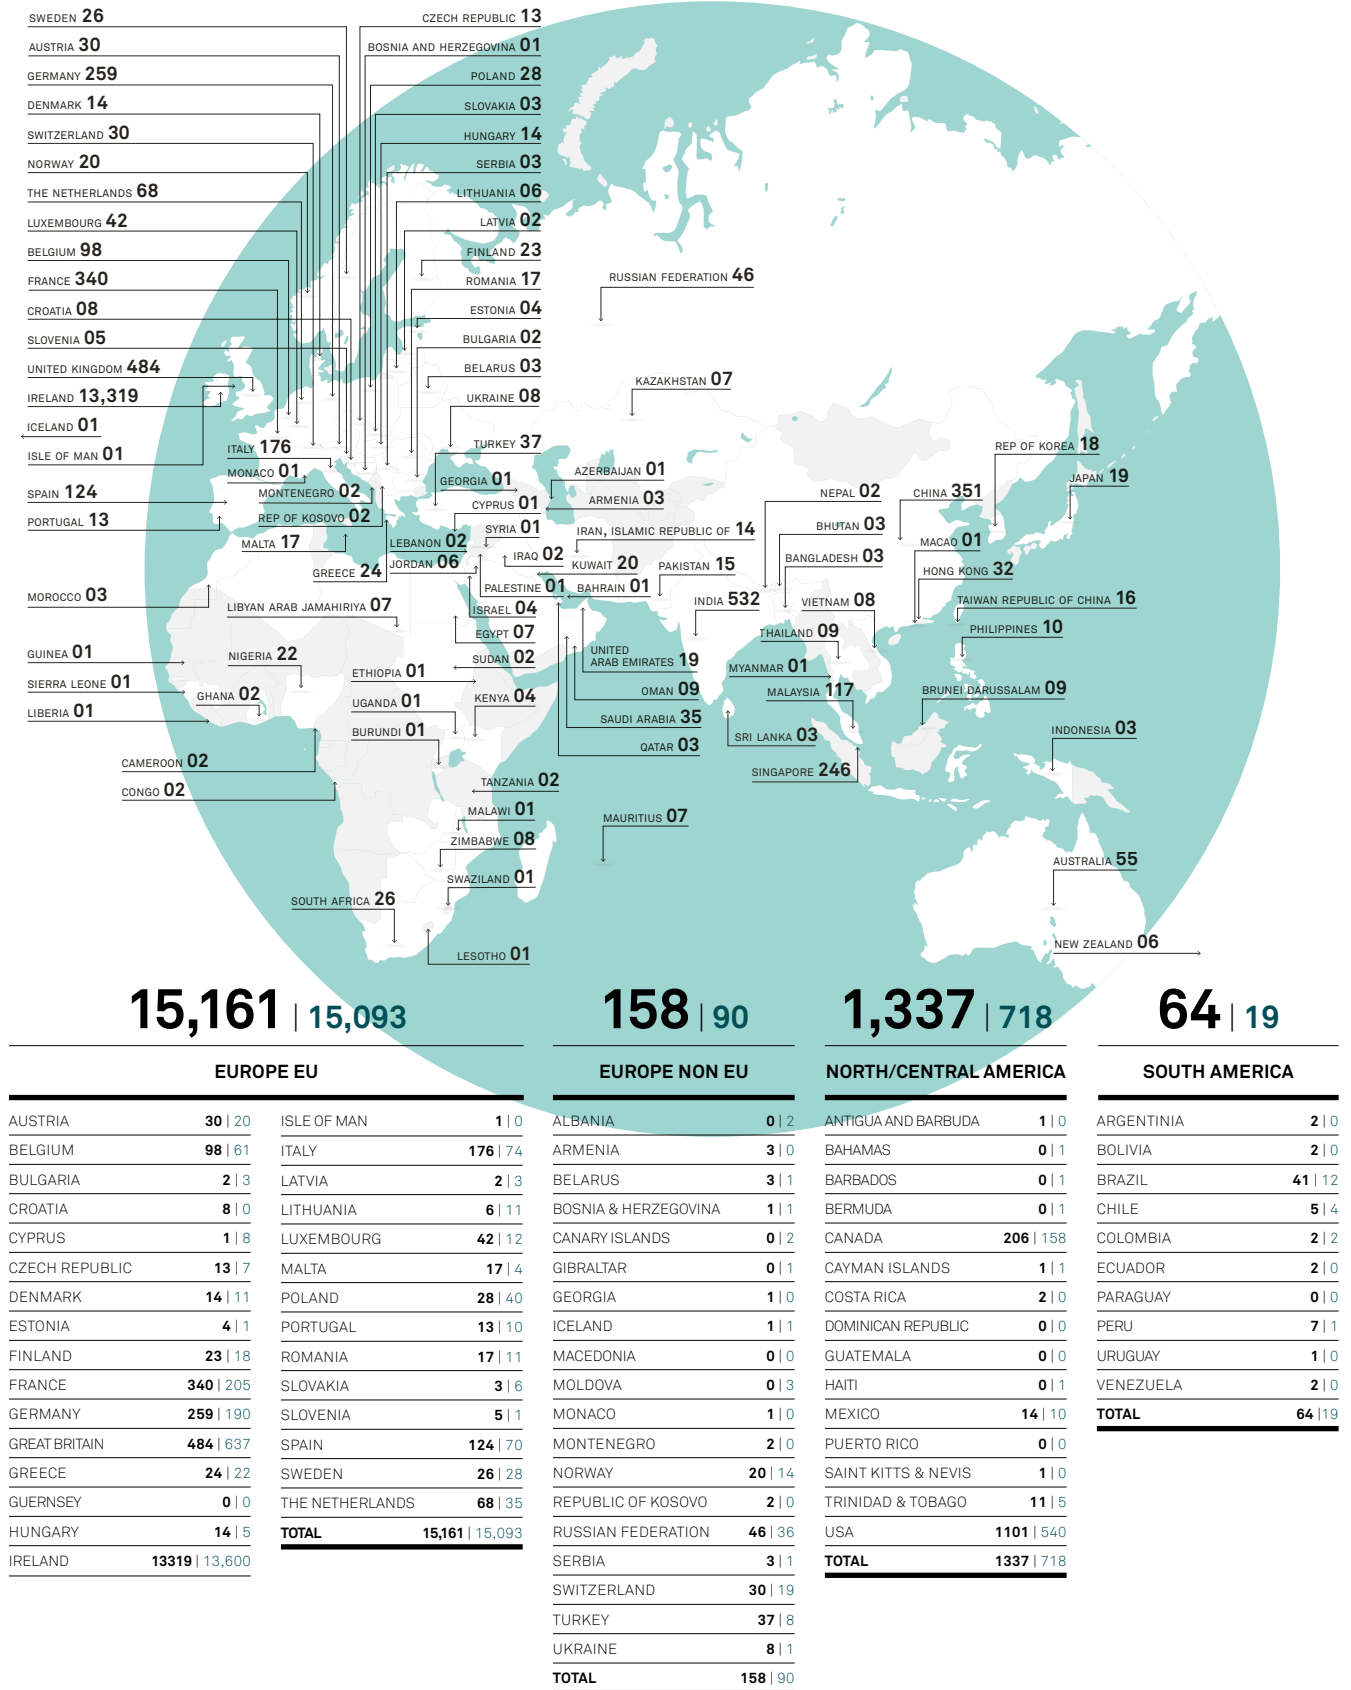 SWEDEN 26
AUSTRIA 30
GERMANY 259
DENMARK 14
SWITZERLAND 30
NORWAY 20
THE NETHERLANDS 68
LUXEMBOURG 42
BELGIUM 98
FRANCE 340
CROATIA 08
SLOVENIA 05
UNITED KINGDOM 484
IRELAND 13,319
ICELAND 01
ISLE OF MAN 01
SPAIN 124
PORTUGAL 13
MOROCCO 03
GUINEA 01
SIERRA LEONE 01
LIBERIA 01
CAMEROON 02
CONGO 02
CZECH REPUBLIC 13
BOSNIA AND HERZEGOVINA 01
POLAND 28
SLOVAKIA 03
HUNGARY 14
SERBIA 03
LITHUANIA 06
LATVIA 02
FINLAND 23
ROMANIA 17
ESTONIA 04
BULGARIA 02
BELARUS 03
UKRAINE 08
TURKEY 37
GEORGIA 01
CYPRUS 01
SYRIA 01
ITALY 176
MONACO 01
MONTENEGRO 02
REP OF KOSOVO 02
MALTA 17
GREECE 24
LEBANON 02
JORDAN 06
IRAQ 02
PALESTINE 01
ISRAEL 04
EGYPT 07
SUDAN 02
LIBYAN ARAB JAMAHIRIYA 07
NIGERIA 22
GHANA 02
ETHIOPIA 01
UGANDA 01
BURUNDI 01
KENYA 04
TANZANIA 02
MALAWI 01
ZIMBABWE 08
SWAZILAND 01
SOUTH AFRICA 26
LESOTHO 01
RUSSIAN FEDERATION 46
KAZAKHSTAN 07
AZERBAIJAN 01
ARMENIA 03
IRAN, ISLAMIC REPUBLIC OF 14
KUWAIT 20
BAHRAIN 01
PAKISTAN 15
INDIA 532
UNITED
ARAB EMIRATES 19
OMAN 09
SAUDI ARABIA 35
QATAR 03
MAURITIUS 07
NEPAL 02
BHUTAN 03
BANGLADESH 03
VIETNAM 08
THAILAND 09
MYANMAR 01
MALAYSIA 117
SRI LANKA 03
SINGAPORE 246
REP OF KOREA 18
JAPAN 19
CHINA 351
MACAO 01
HONG KONG 32
TAIWAN REPUBLIC OF CHINA 16
PHILIPPINES 10
BRUNEI DARUSSALAM 09
INDONESIA 03
AUSTRALIA 55
NEW ZEALAND 06
15,161 | 15,093
EUROPE EU
AUSTRIA 30 | 20
BELGIUM 98 | 61
BULGARIA 2 | 3
CROATIA 8 | 0
CYPRUS 1 | 8
CZECH REPUBLIC 13 | 7
DENMARK 14 | 11
ESTONIA 4 | 1
FINLAND 23 | 18
FRANCE 340 | 205
GERMANY 259 | 190
GREAT BRITAIN 484 | 637
GREECE 24 | 22
GUERNSEY 0 | 0
HUNGARY 14 | 5
IRELAND 13319 | 13,600
ISLE OF MAN 1 | 0
ITALY 176 | 74
LATVIA 2 | 3
LITHUANIA 6 | 11
LUXEMBOURG 42 | 12
MALTA 17 | 4
POLAND 28 | 40
PORTUGAL 13 | 10
ROMANIA 17 | 11
SLOVAKIA 3 | 6
SLOVENIA 5 | 1
SPAIN 124 | 70
SWEDEN 26 | 28
THE NETHERLANDS 68 | 35
TOTAL 15,161 | 15,093
158 | 90
EUROPE NON EU
ALBANIA 0 | 2
ARMENIA 3 | 0
BELARUS 3 | 1
BOSNIA & HERZEGOVINA 1 | 1
CANARY ISLANDS 0 | 2
GIBRALTAR 0 | 1
GEORGIA 1 | 0
ICELAND 1 | 1
MACEDONIA 0 | 0
MOLDOVA 0 | 3
MONACO 1 | 0
MONTENEGRO 2 | 0
NORWAY 20 | 14
REPUBLIC OF KOSOVO 2 | 0
RUSSIAN FEDERATION 46 | 36
SERBIA 3 | 1
SWITZERLAND 30 | 19
TURKEY 37 | 8
UKRAINE 8 | 1
TOTAL 158 | 90
1,337 | 718
NORTH/CENTRAL AMERICA
ANTIGUA AND BARBUDA 1 | 0
BAHAMAS 0 | 1
BARBADOS 0 | 1
BERMUDA 0 | 1
CANADA 206 | 158
CAYMAN ISLANDS 1 | 1
COSTA RICA 2 | 0
DOMINICAN REPUBLIC 0 | 0
GUATEMALA 0 | 0
HAITI 0 | 1
MEXICO 14 | 10
PUERTO RICO 0 | 0
SAINT KITTS & NEVIS 1 | 0
TRINIDAD & TOBAGO 11 | 5
USA 1101 | 540
TOTAL 1337 | 718
64 | 19
SOUTH AMERICA
ARGENTINIA 2 | 0
BOLIVIA 2 | 0
BRAZIL 41 | 12
CHILE 5 | 4
COLOMBIA 2 | 2
ECUADOR 2 | 0
PARAGUAY 0 | 0
PERU 7 | 1
URUGUAY 1 | 0
VENEZUELA 2 | 0
TOTAL 64 |19